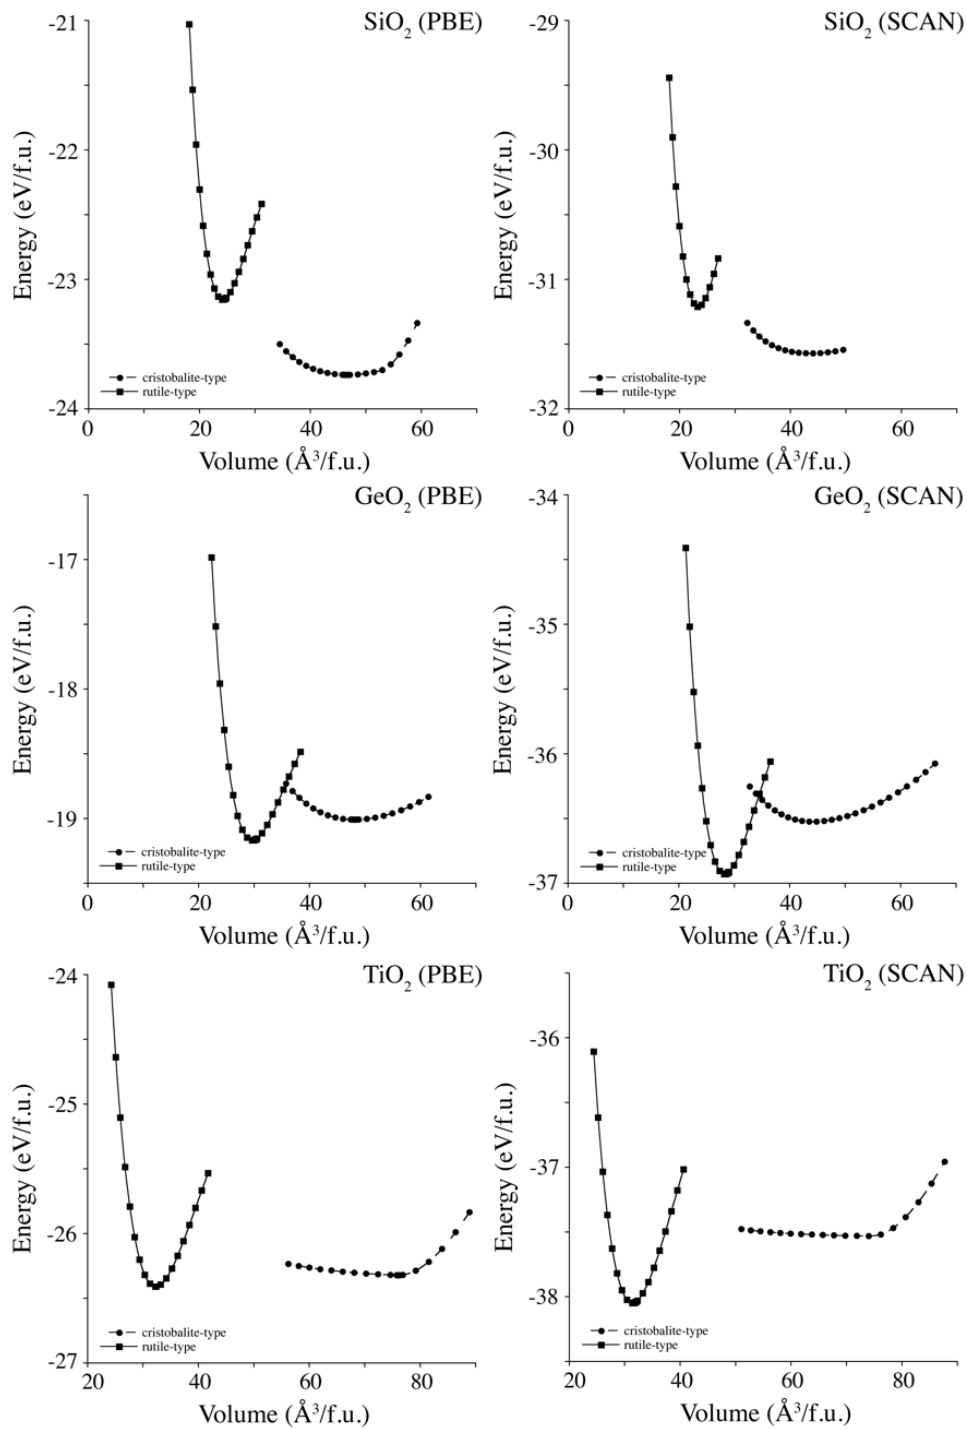 SiO2 (PBE)
-21
-22
-23
-24
Energy (eV/f.u.)
cristobalite-type
rutile-type
0 20 40 60
Volume (Å³/f.u.)
SiO2 (SCAN)
-29
-30
-31
-32
Energy (eV/f.u.)
cristobalite-type
rutile-type
0 20 40 60
Volume (Å³/f.u.)
GeO2 (PBE)
-17
-18
-19
Energy (eV/f.u.)
cristobalite-type
rutile-type
0 20 40 60
Volume (Å³/f.u.)
GeO2 (SCAN)
-34
-35
-36
-37
Energy (eV/f.u.)
cristobalite-type
rutile-type
0 20 40 60
Volume (Å³/f.u.)
TiO2 (PBE)
-24
-25
-26
-27
Energy (eV/f.u.)
cristobalite-type
rutile-type
20 40 60 80
Volume (Å³/f.u.)
TiO2 (SCAN)
-36
-37
-38
Energy (eV/f.u.)
cristobalite-type
rutile-type
20 40 60 80
Volume (Å³/f.u.)